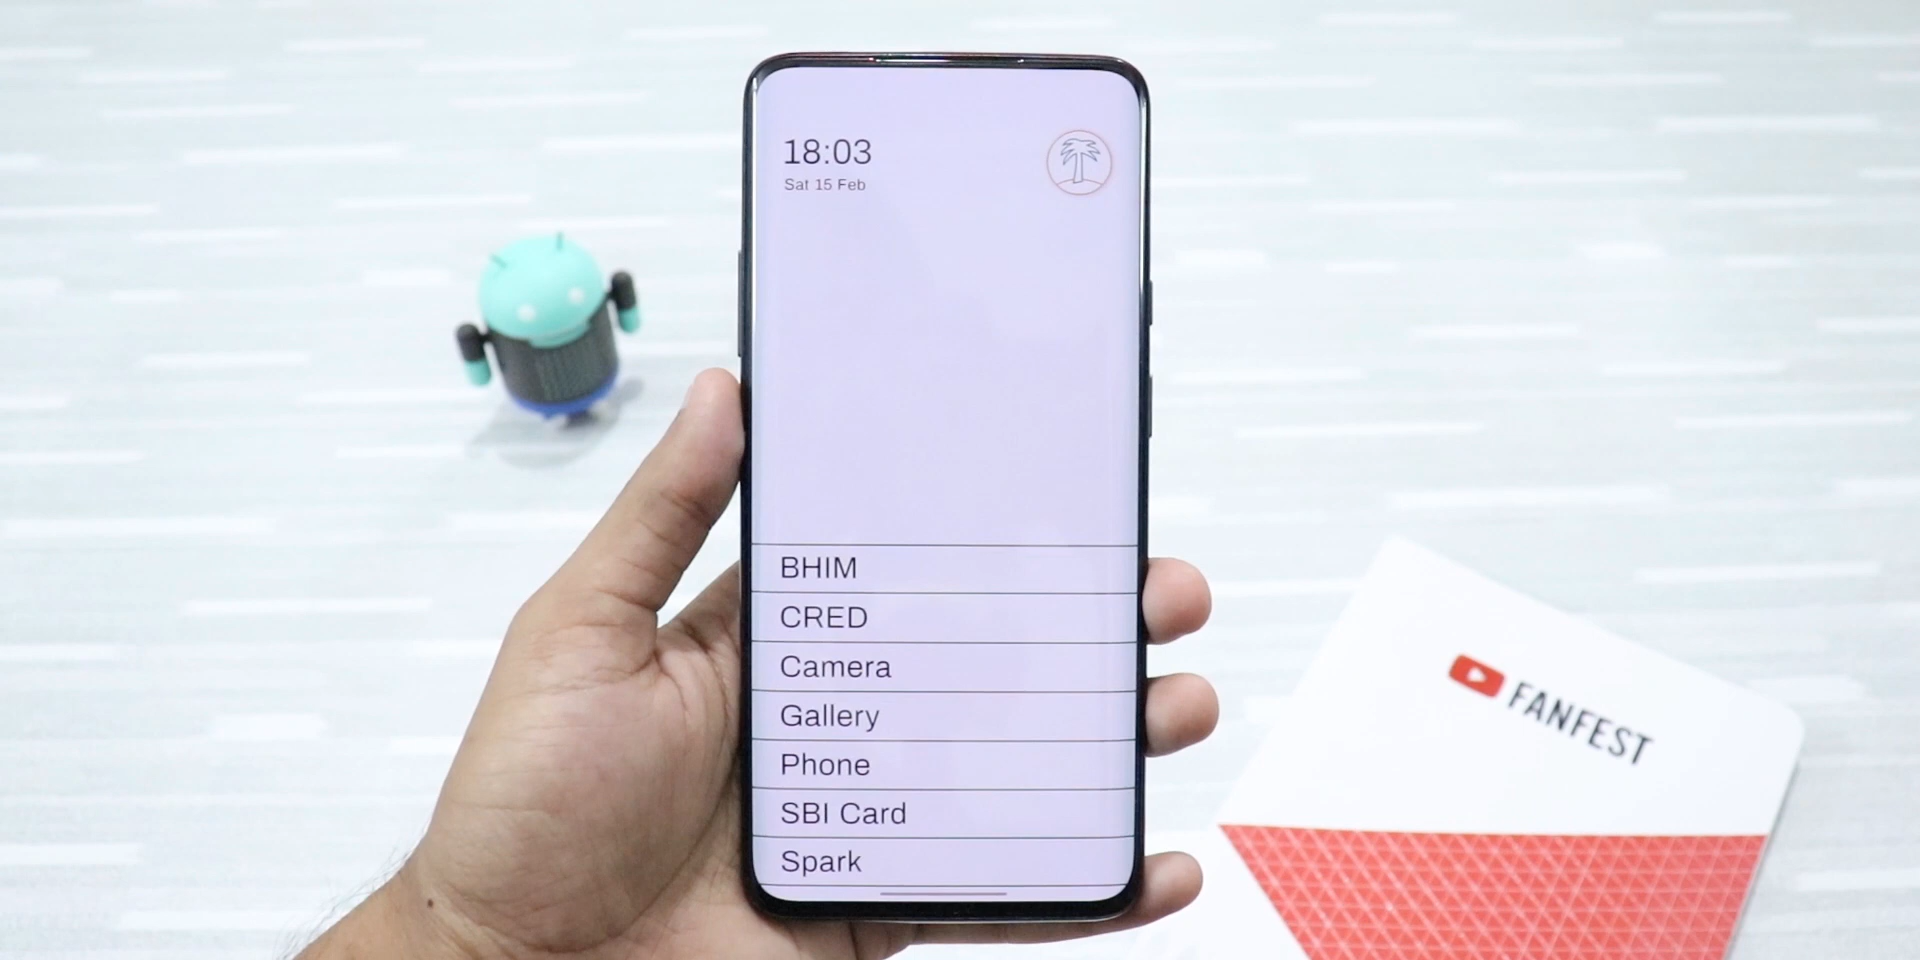 18:03
Sat 15 Feb
BHIM
CRED
Camera
Gallery
Phone
SBI Card
Spark
FANFEST